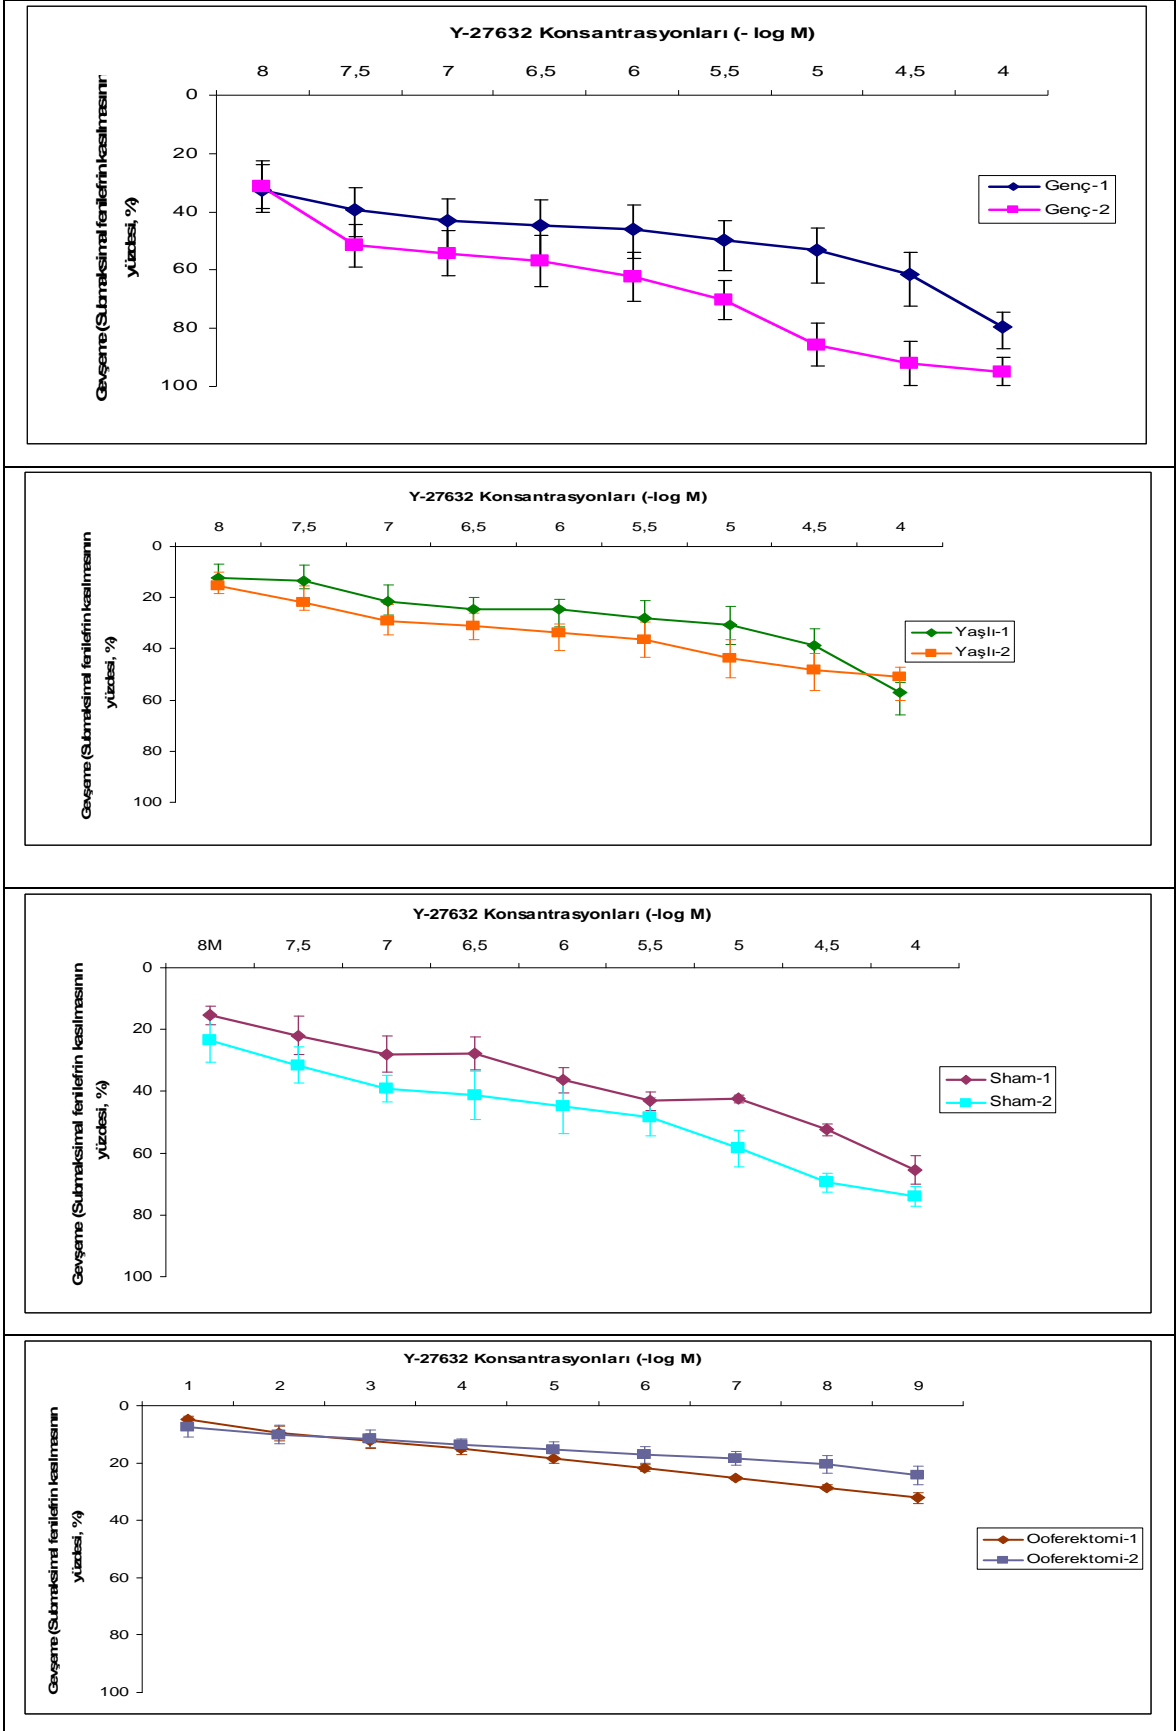 Y-27632 Konsantrasyonları (- log M)
8 7,5 7 6,5 6 5,5 5 4,5 4
0
20
40
60
80
100
Gevşeme (Submaksimal fenilefrin kasılmasının
yüzdesi, %)
Genç-1
Genç-2
Y-27632 Konsantrasyonları (-log M)
8 7,5 7 6,5 6 5,5 5 4,5 4
0
20
40
60
80
100
Gevşeme (Submaksimal fenilefrin kasılmasının
yüzdesi, %)
Yaşlı-1
Yaşlı-2
Y-27632 Konsantrasyonları (-log M)
8M 7,5 7 6,5 6 5,5 5 4,5 4
0
20
40
60
80
100
Gevşeme (Submaksimal fenilefrin kasılmasının
yüzdesi, %)
Sham-1
Sham-2
Y-27632 Konsantrasyonları (-log M)
1 2 3 4 5 6 7 8 9
0
20
40
60
80
100
Gevşeme (Submaksimal fenilefrin kasılmasının
yüzdesi, %)
Ooferektomi-1
Ooferektomi-2